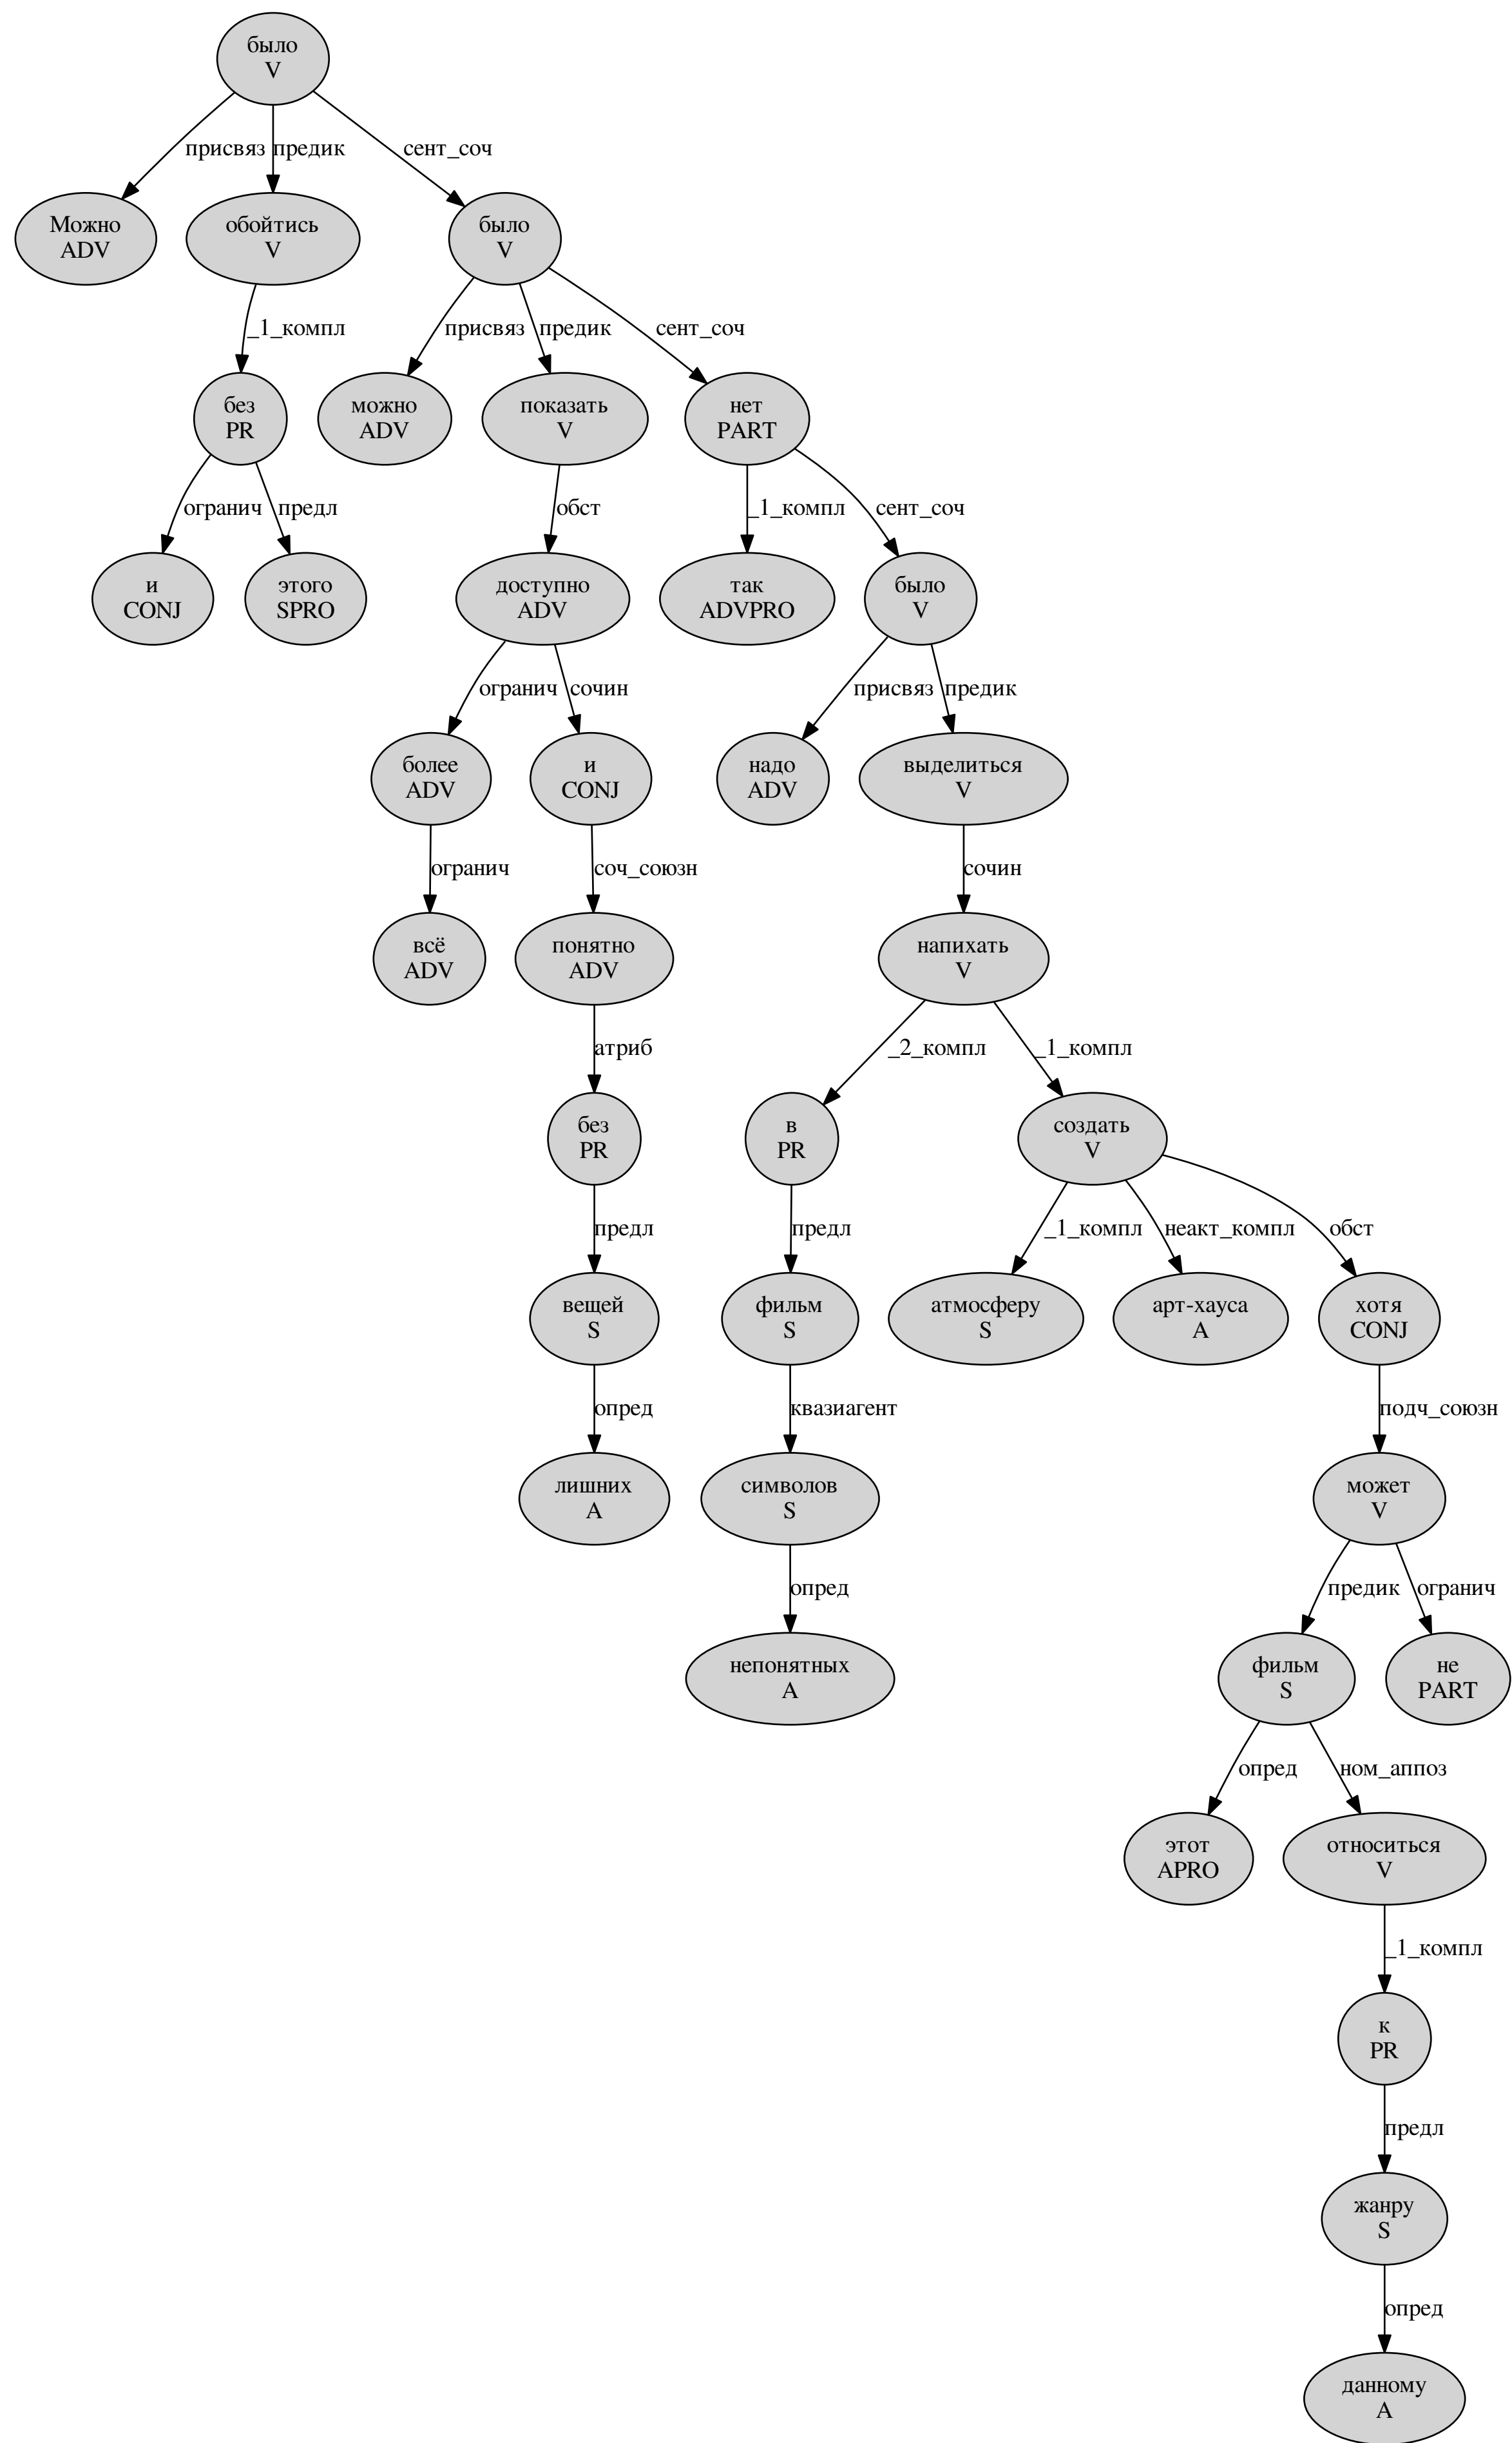 было
V
присвяз
предик
сент_соч
Можно
ADV
обойтись
V
было
V
_1_компл
присвяз
предик
сент_соч
без
PR
можно
ADV
показать
V
нет
PART
огранич
предл
обст
_1_компл
сент_соч
и
CONJ
этого
SPRO
доступно
ADV
так
ADVPRO
было
V
огранич
сочин
присвяз
предик
более
ADV
и
CONJ
надо
ADV
выделиться
V
огранич
соч_союзн
сочин
всё
ADV
понятно
ADV
напихать
V
атриб
_2_компл
_1_компл
без
PR
в
PR
создать
V
предл
предл
_1_компл
неакт_компл
обст
вещей
S
фильм
S
атмосферу
S
арт-хауса
A
хотя
CONJ
опред
квазиагент
подч_союзн
лишних
A
символов
S
может
V
опред
предик
огранич
непонятных
A
фильм
S
не
PART
опред
ном_аппоз
этот
APRO
относиться
V
_1_компл
к
PR
предл
жанру
S
опред
данному
A